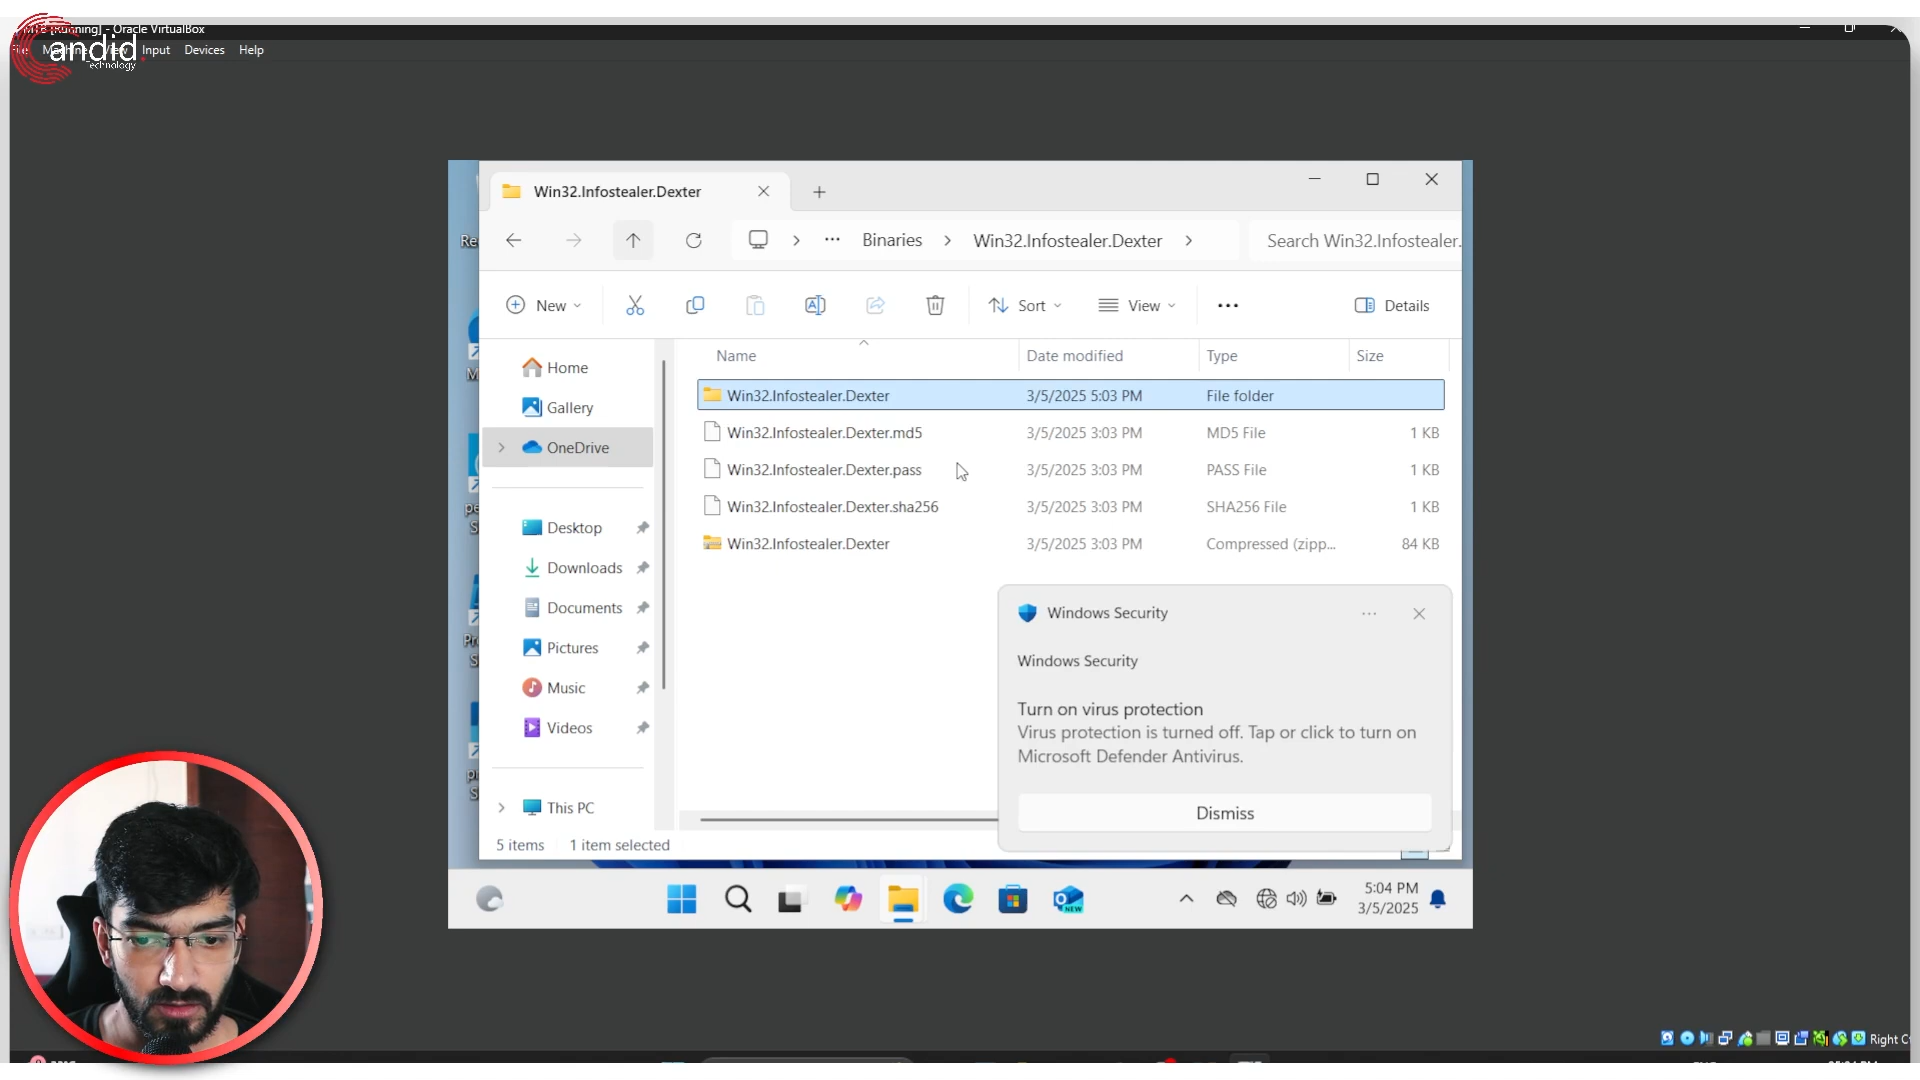 [Running] - Oracle VirtualBox
Machine View Input Devices Help
Candid.
technology
Win32.Infostealer.Dexter
Binaries Win32.Infostealer.Dexter Search Win32.Infostealer.
New Sort View Details
Name Date modified Type Size
Home
Gallery
OneDrive
Desktop
Downloads
Documents
Pictures
Music
Videos
This PC
Win32.Infostealer.Dexter 3/5/2025 5:03 PM File folder
Win32.Infostealer.Dexter.md5 3/5/2025 3:03 PM MD5 File 1 KB
Win32.Infostealer.Dexter.pass 3/5/2025 3:03 PM PASS File 1 KB
Win32.Infostealer.Dexter.sha256 3/5/2025 3:03 PM SHA256 File 1 KB
Win32.Infostealer.Dexter 3/5/2025 3:03 PM Compressed (zipp... 84 KB
Windows Security
Windows Security
Turn on virus protection
Virus protection is turned off. Tap or click to turn on
Microsoft Defender Antivirus.
Dismiss
5 items 1 item selected
NEW
5:04 PM
3/5/2025
Right C